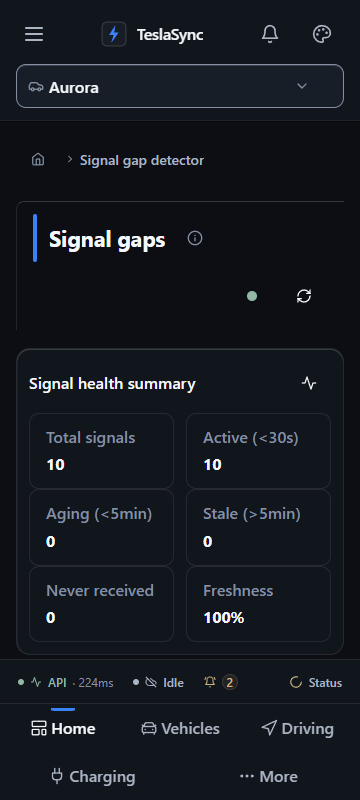 TeslaSync
Aurora
Signal gap detector
Signal gaps
Signal health summary
Total signals
10
Active (<30s)
10
Aging (<5min)
0
Stale (>5min)
0
Never received
0
Freshness
100%
API · 224ms
Idle
2
Status
Home
Vehicles
Driving
Charging
More